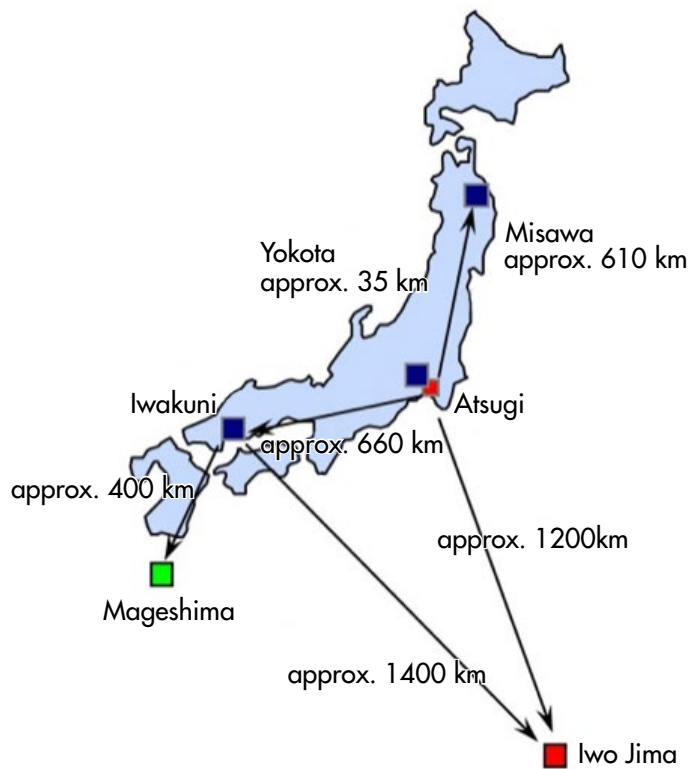 Yokota
approx. 35 km
Misawa
approx. 610 km
Iwakuni
Atsugi
approx. 660 km
approx. 400 km
approx. 1200km
Mageshima
approx. 1400 km
Iwo Jima